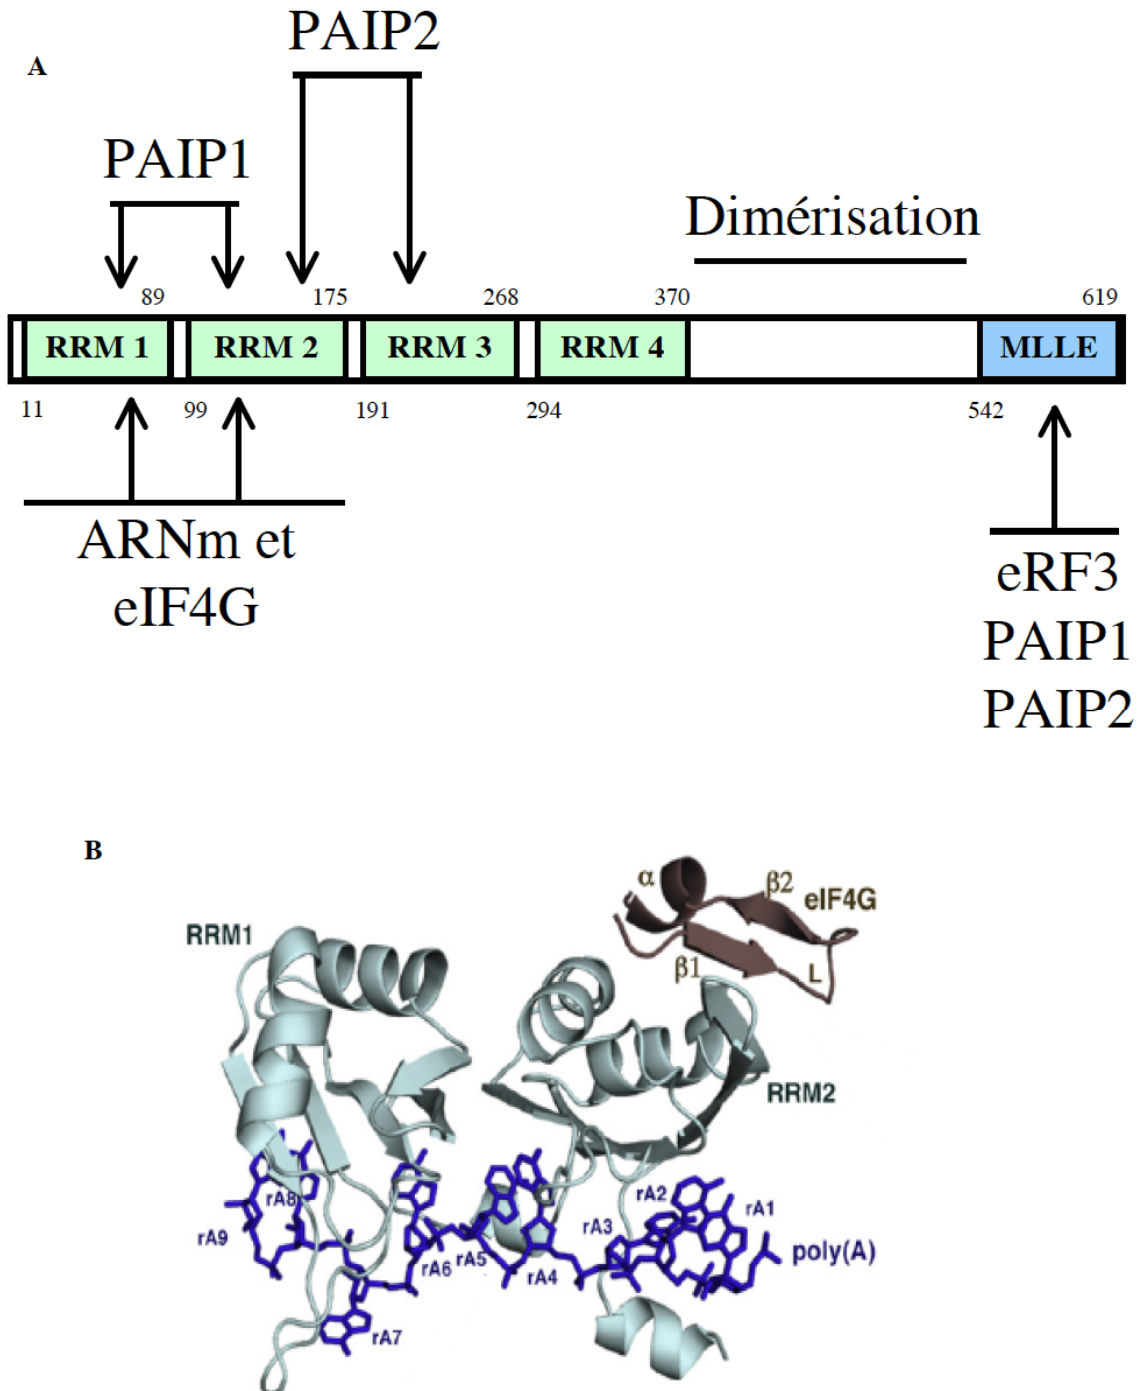 A
PAIP2
PAIP1
Dimérisation
89 175 268 370 619
RRM 1 RRM 2 RRM 3 RRM 4 MLLE
11 99 191 294 542
ARNm et
eIF4G
eRF3
PAIP1
PAIP2
B
α β2 eIF4G
RRM1
β1 L
RRM2
rA8 rA2 rA1
rA9 rA3
rA6 rA5 rA4 poly(A)
rA7